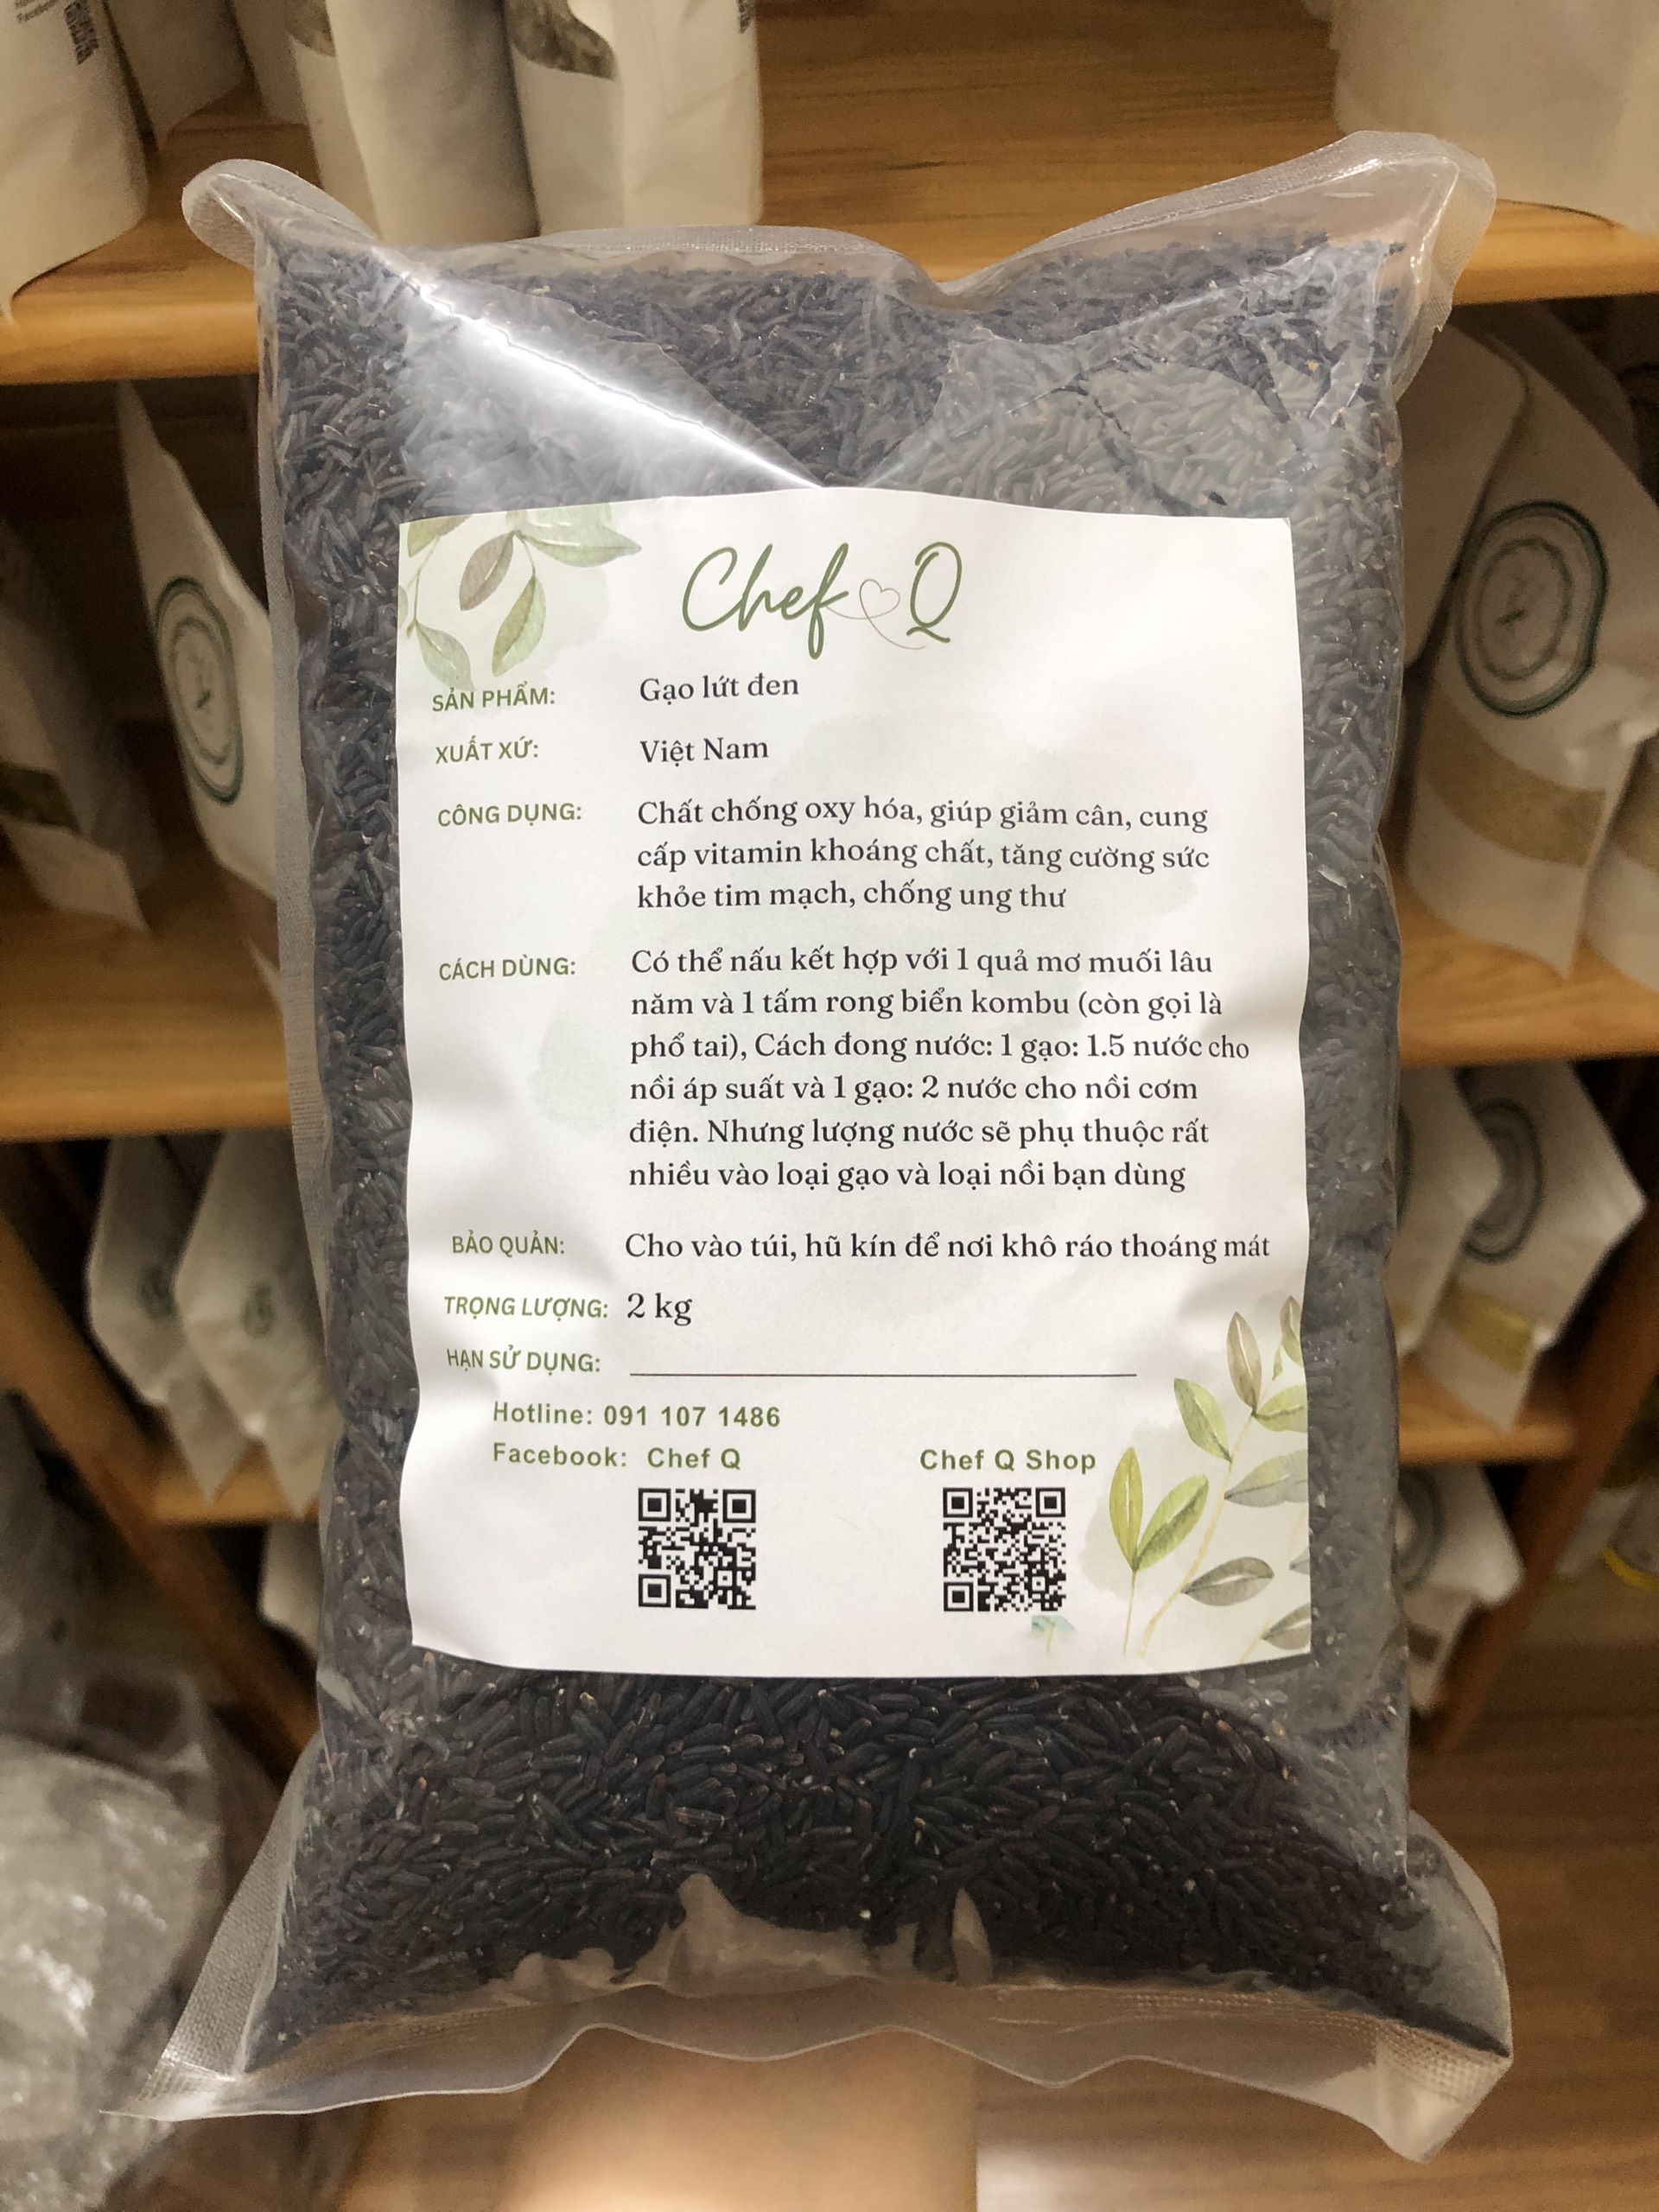 Chef Q
SẢN PHẨM: Gạo lứt đen
XUẤT XỨ: Việt Nam
CÔNG DỤNG: Chất chống oxy hóa, giúp giảm cân, cung
cấp vitamin khoáng chất, tăng cường sức
khỏe tim mạch, chống ung thư
CÁCH DÙNG: Có thể nấu kết hợp với 1 quả mơ muối lâu
năm và 1 tấm rong biển kombu (còn gọi là
phổ tai), Cách đong nước: 1 gạo: 1.5 nước cho
nồi áp suất và 1 gạo: 2 nước cho nồi cơm
điện. Nhưng lượng nước sẽ phụ thuộc rất
nhiều vào loại gạo và loại nồi bạn dùng
BẢO QUẢN: Cho vào túi, hũ kín để nơi khô ráo thoáng mát
TRỌNG LƯỢNG: 2 kg
HẠN SỬ DỤNG:
Hotline: 091 107 1486
Facebook: Chef Q Chef Q Shop